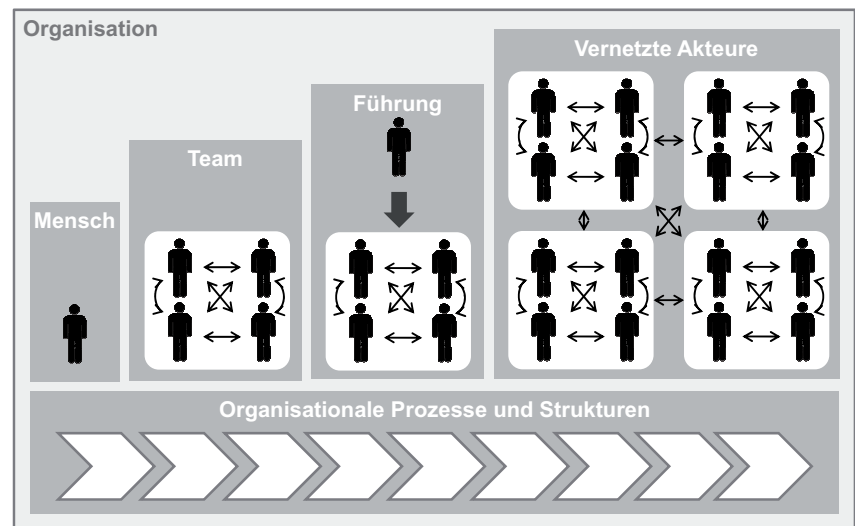 Organisation
Mensch
Team
Führung
Vernetzte Akteure
Organisationale Prozesse und Strukturen